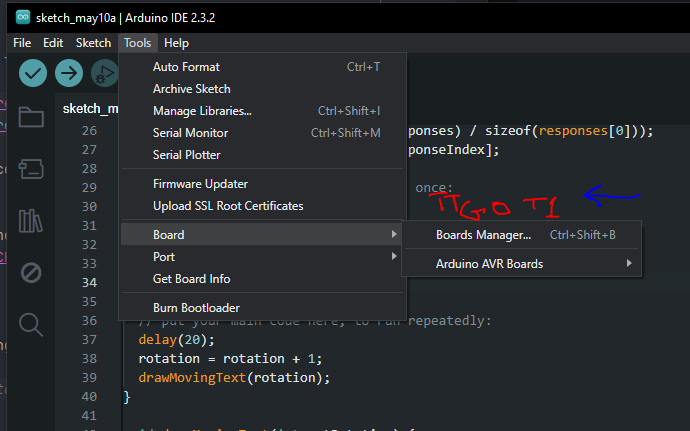 sketch_may10a | Arduino IDE 2.3.2
File Edit Sketch Tools Help
Auto Format Ctrl+T
Archive Sketch
Manage Libraries... Ctrl+Shift+I
Serial Monitor Ctrl+Shift+M
Serial Plotter
Firmware Updater
Upload SSL Root Certificates
Board
Port
Get Board Info
Burn Bootloader
Boards Manager... Ctrl+Shift+B
Arduino AVR Boards
sketch_m
26 ponses) / sizeof(responses[0]));
27 ponseIndex];
28
29 once:
30 TTGO T1
31
32
33
34
35
36 // put your main code here, to run repeatedly:
37 delay(20);
38 rotation = rotation + 1;
39 drawMovingText(rotation);
40 }
41